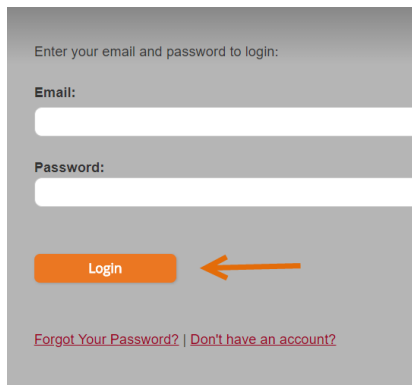 Enter your email and password to login:
Email:
Password:
Login
Forgot Your Password? | Don't have an account?